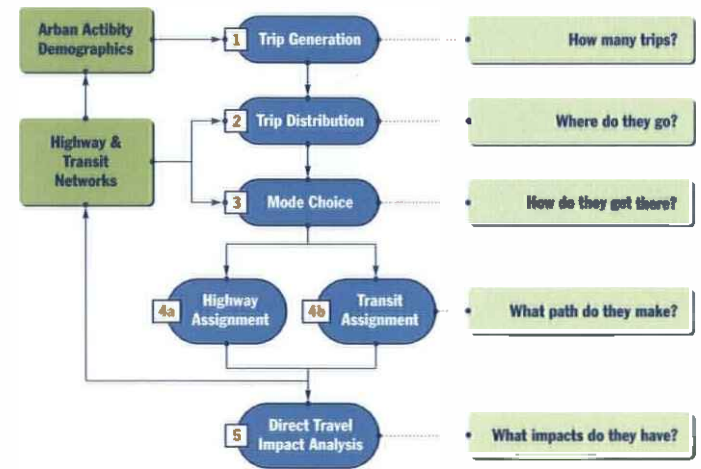 Arban Actibity
Demographics
1 Trip Generation
How many trips?
2 Trip Distribution
Where do they go?
Highway &
Transit
Networks
3 Mode Choice
How do they get there?
4a Highway
Assignment
4b Transit
Assignment
What path do they make?
5 Direct Travel
Impact Analysis
What impacts do they have?